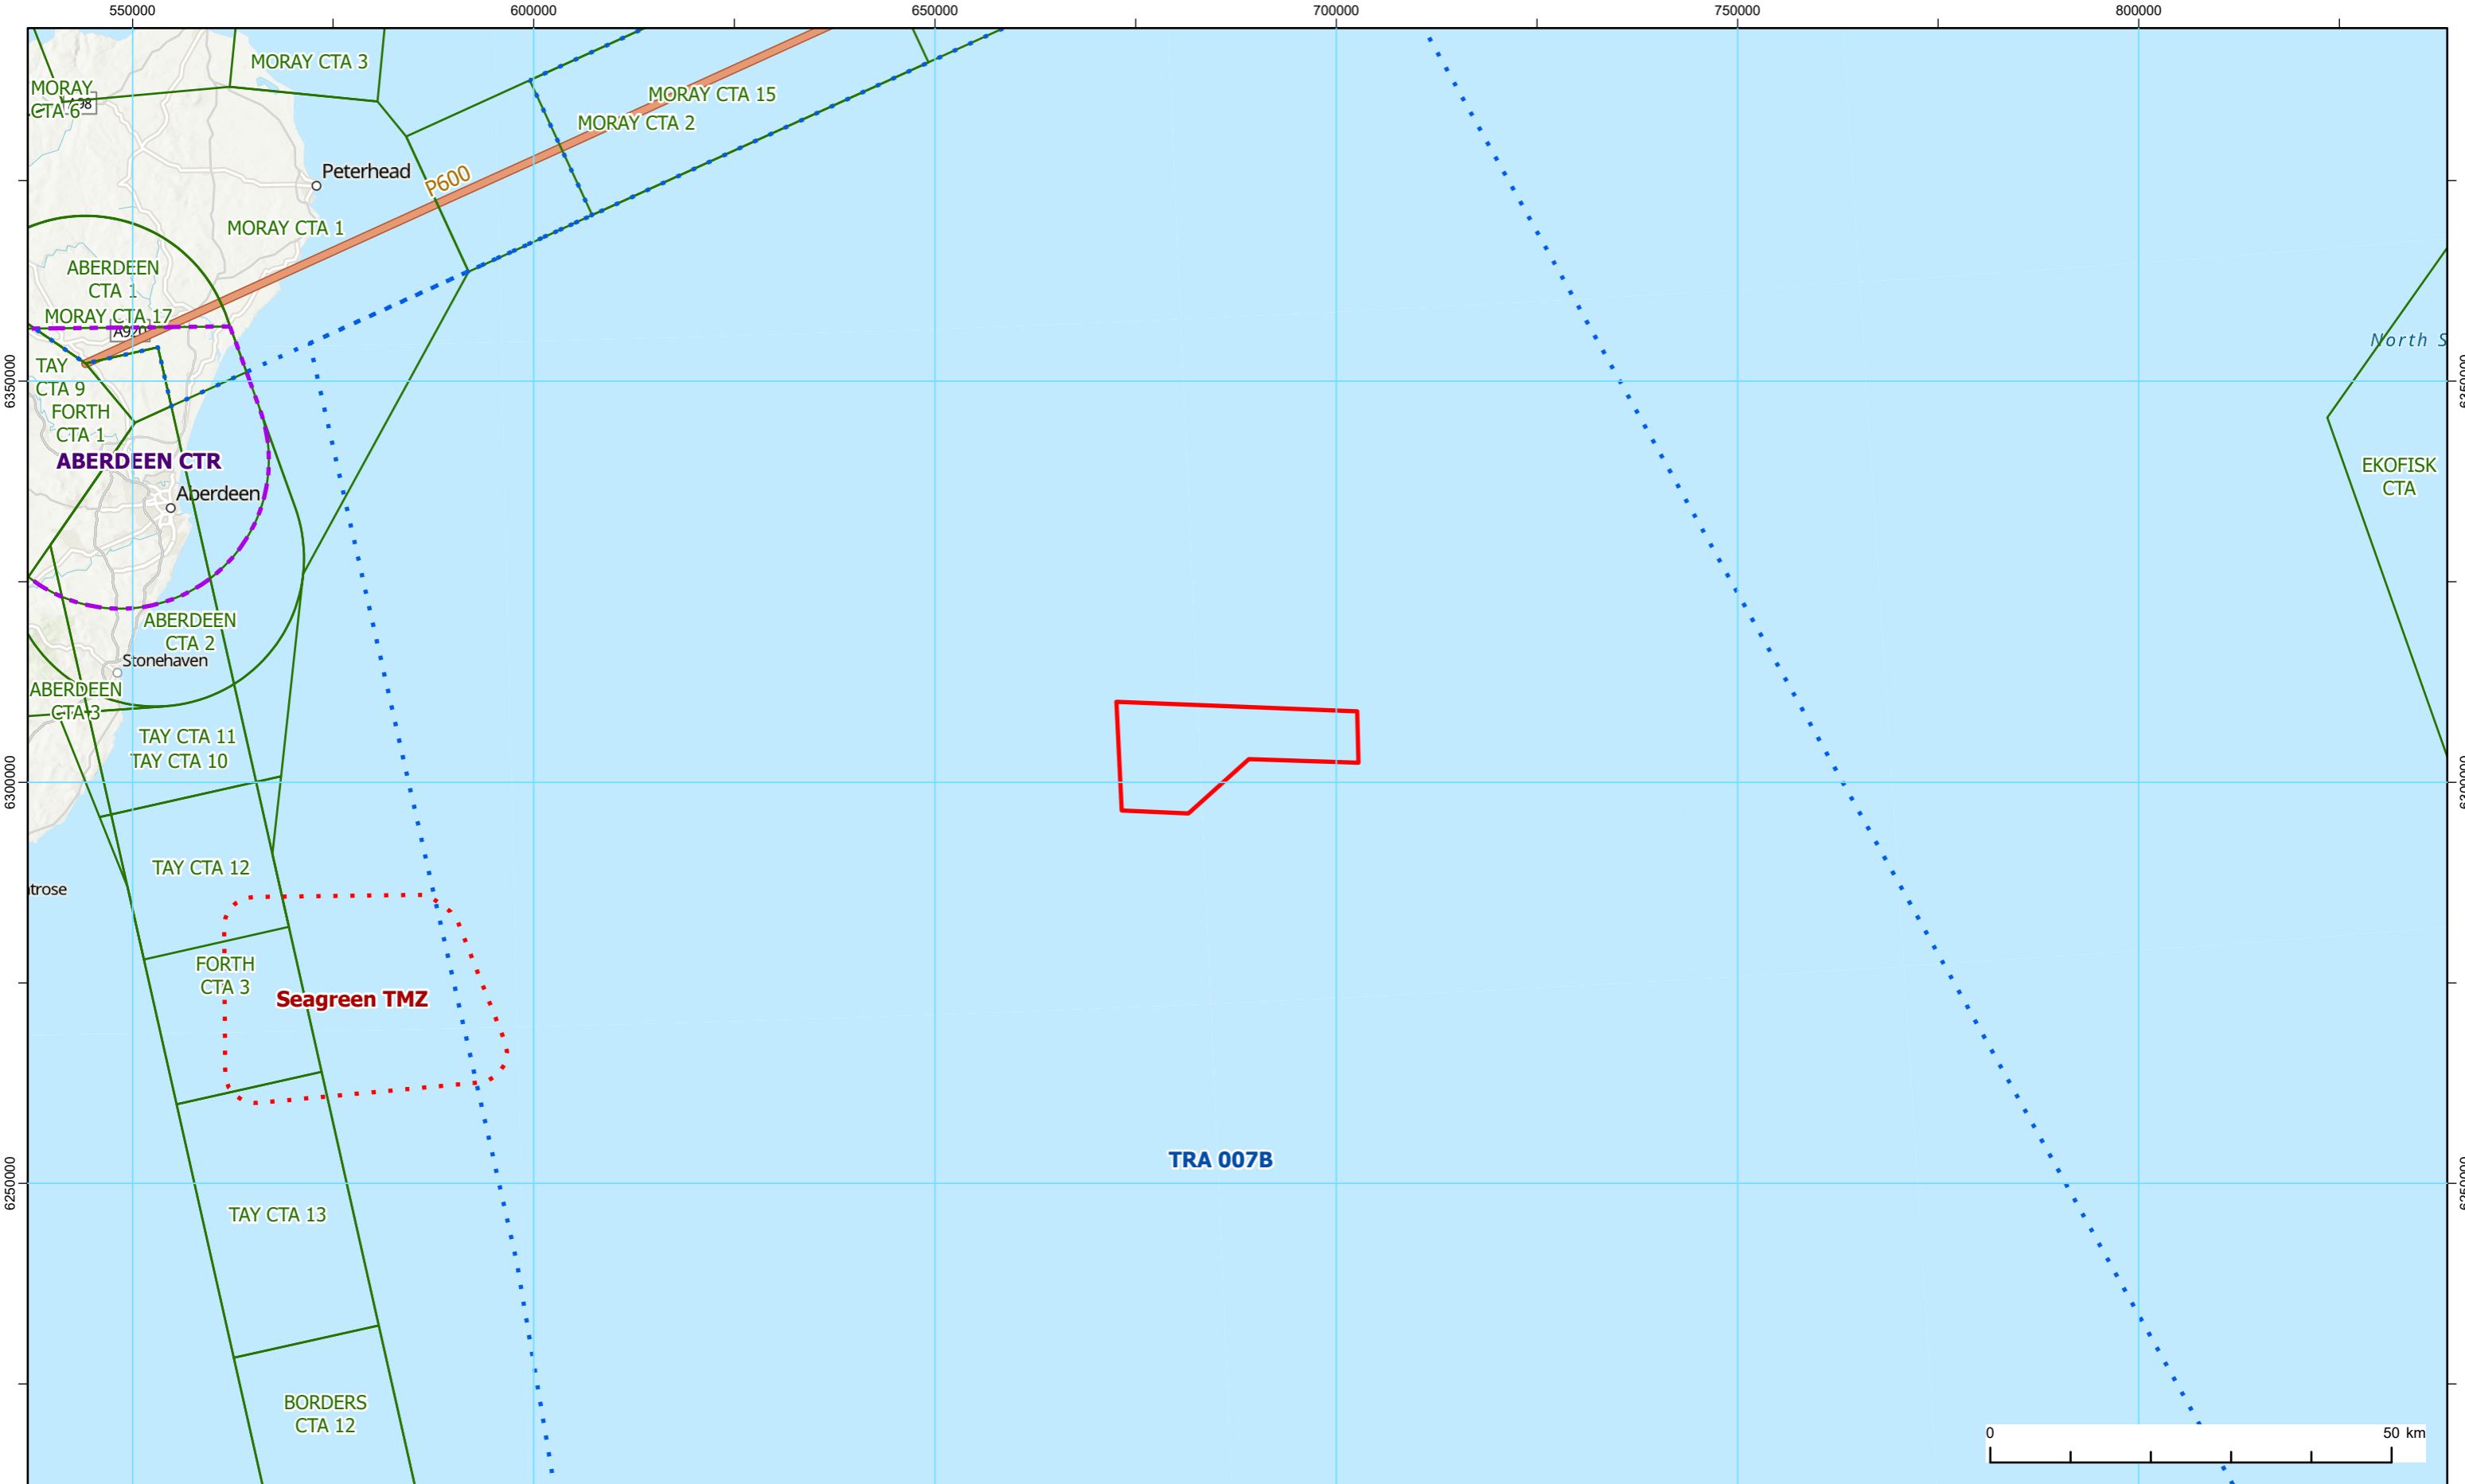 550000
600000
650000
700000
750000
800000
MORAY CTA 3
MORAY
CTA 6
A98
MORAY CTA 15
MORAY CTA 2
Peterhead
P600
MORAY CTA 1
ABERDEEN
CTA 1
MORAY CTA 17
A920
North S
6350000
TAY
CTA 9
FORTH
CTA 1
ABERDEEN CTR
EKOFISK
CTA
Aberdeen
ABERDEEN
CTA 2
Stonehaven
ABERDEEN
CTA 3
TAY CTA 11
TAY CTA 10
6300000
TAY CTA 12
trose
FORTH
CTA 3
Seagreen TMZ
TRA 007B
6250000
TAY CTA 13
BORDERS
CTA 12
0
50 km